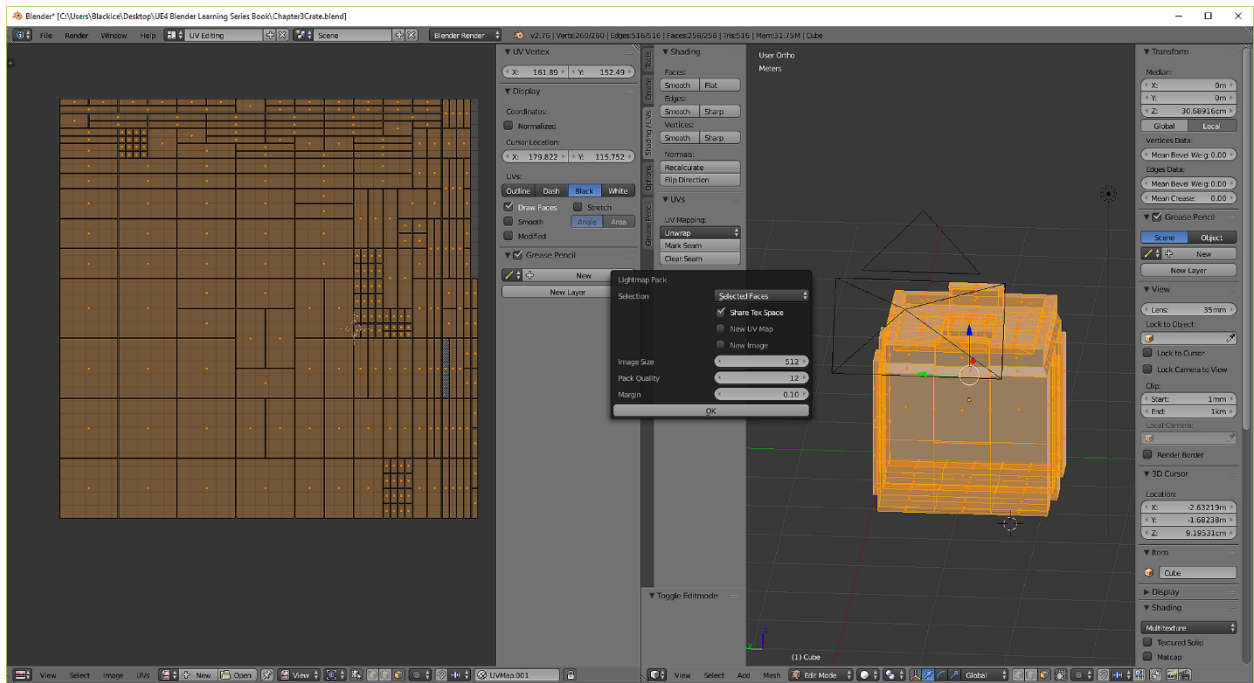 Blender* [C:\Users\Blackice\Desktop\UE4 Blender Learning Series Book\Chapter3Crate.blend]
File Render Window Help UV Editing Scene Blender Render v2.76 | Verts:260/260 | Edges:516/516 | Faces:258/258 | Tris:516 | Mem:31.75M | Cube
UV Vertex
X: 161.89 Y: 152.49
Display
Coordinates:
Normalized
Cursor Location:
X: 179.822 Y: 115.752
UVs:
Outline Dash Black White
Draw Faces Stretch
Smooth Angle Area
Modified
Grease Pencil
New
New Layer
Tools
Create
Shading / UVs
Options
Grease Pencil
Shading
Faces:
Smooth Flat
Edges:
Smooth Sharp
Vertices:
Smooth Sharp
Normals:
Recalculate
Flip Direction
UVs
UV Mapping:
Unwrap
Mark Seam
Clear Seam
Lightmap Pack
Selection Selected Faces
Share Tex Space
New UV Map
New Image
Image Size 512
Pack Quality 12
Margin 0.10
OK
Toggle Editmode
User Ortho
Meters
(1) Cube
Transform
Median:
X: 0m
Y: 0m
Z: 30.68916cm
Global Local
Vertices Data:
Mean Bevel Weig: 0.00
Edges Data:
Mean Bevel Weig: 0.00
Mean Crease: 0.00
Grease Pencil
Scene Object
New
New Layer
View
Lens: 35mm
Lock to Object:
Lock to Cursor
Lock Camera to View
Clip:
Start: 1mm
End: 1km
Local Camera:
Render Border
3D Cursor
Location:
X: -2.63219m
Y: -1.68238m
Z: 9.19531cm
Item
Cube
Display
Shading
Multitexture
Textured Solid
Matcap
View Select Image UVs New Open View UVMap.001
View Select Add Mesh Edit Mode Global